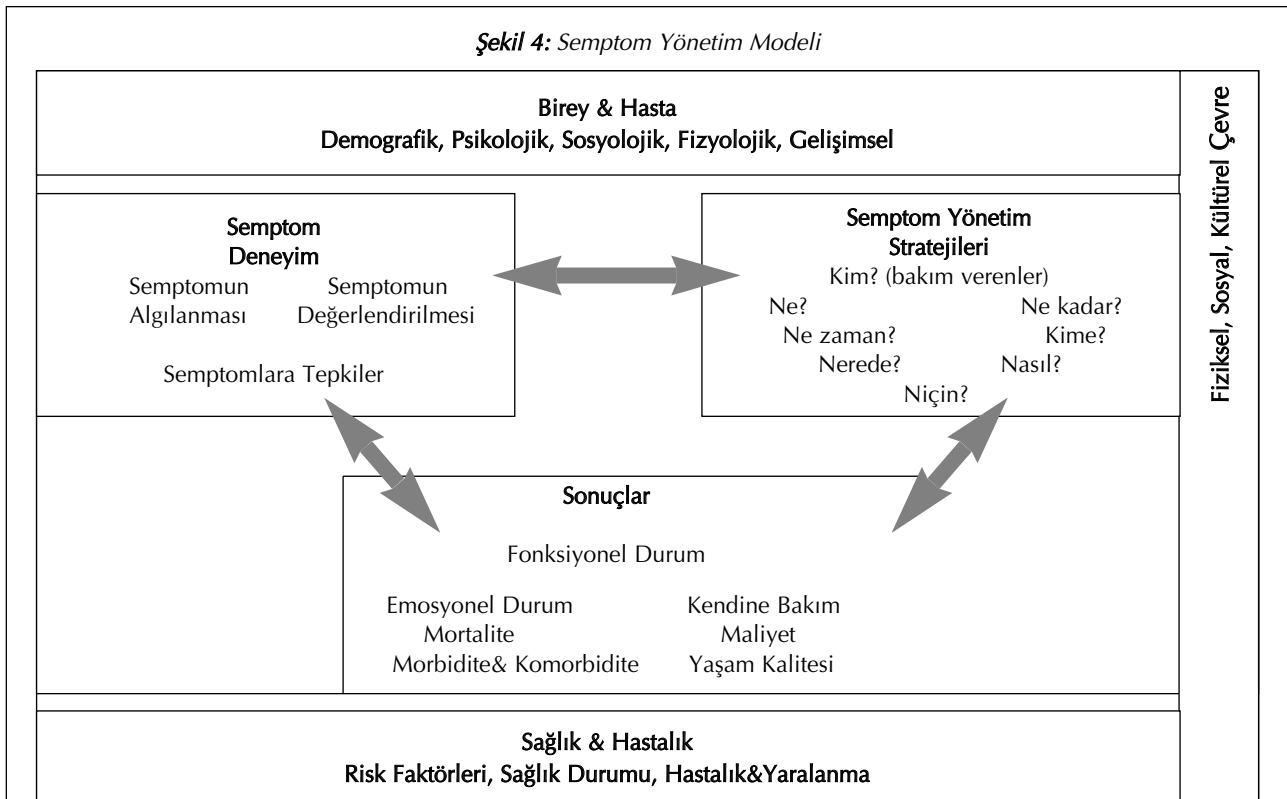 Şekil 4: Semptom Yönetim Modeli
Birey & Hasta
Demografik, Psikolojik, Sosyolojik, Fizyolojik, Gelişimsel
Semptom
Deneyim
Semptomun Semptomun
Algılanması Değerlendirilmesi
Semptomlara Tepkiler
Semptom Yönetim
Stratejileri
Kim? (bakım verenler)
Ne? Ne kadar?
Ne zaman? Kime?
Nerede? Nasıl?
Niçin?
Sonuçlar
Fonksiyonel Durum
Emosyonel Durum Kendine Bakım
Mortalite Maliyet
Morbidite& Komorbidite Yaşam Kalitesi
Sağlık & Hastalık
Risk Faktörleri, Sağlık Durumu, Hastalık&Yaralanma
Fiziksel, Sosyal, Kültürel Çevre